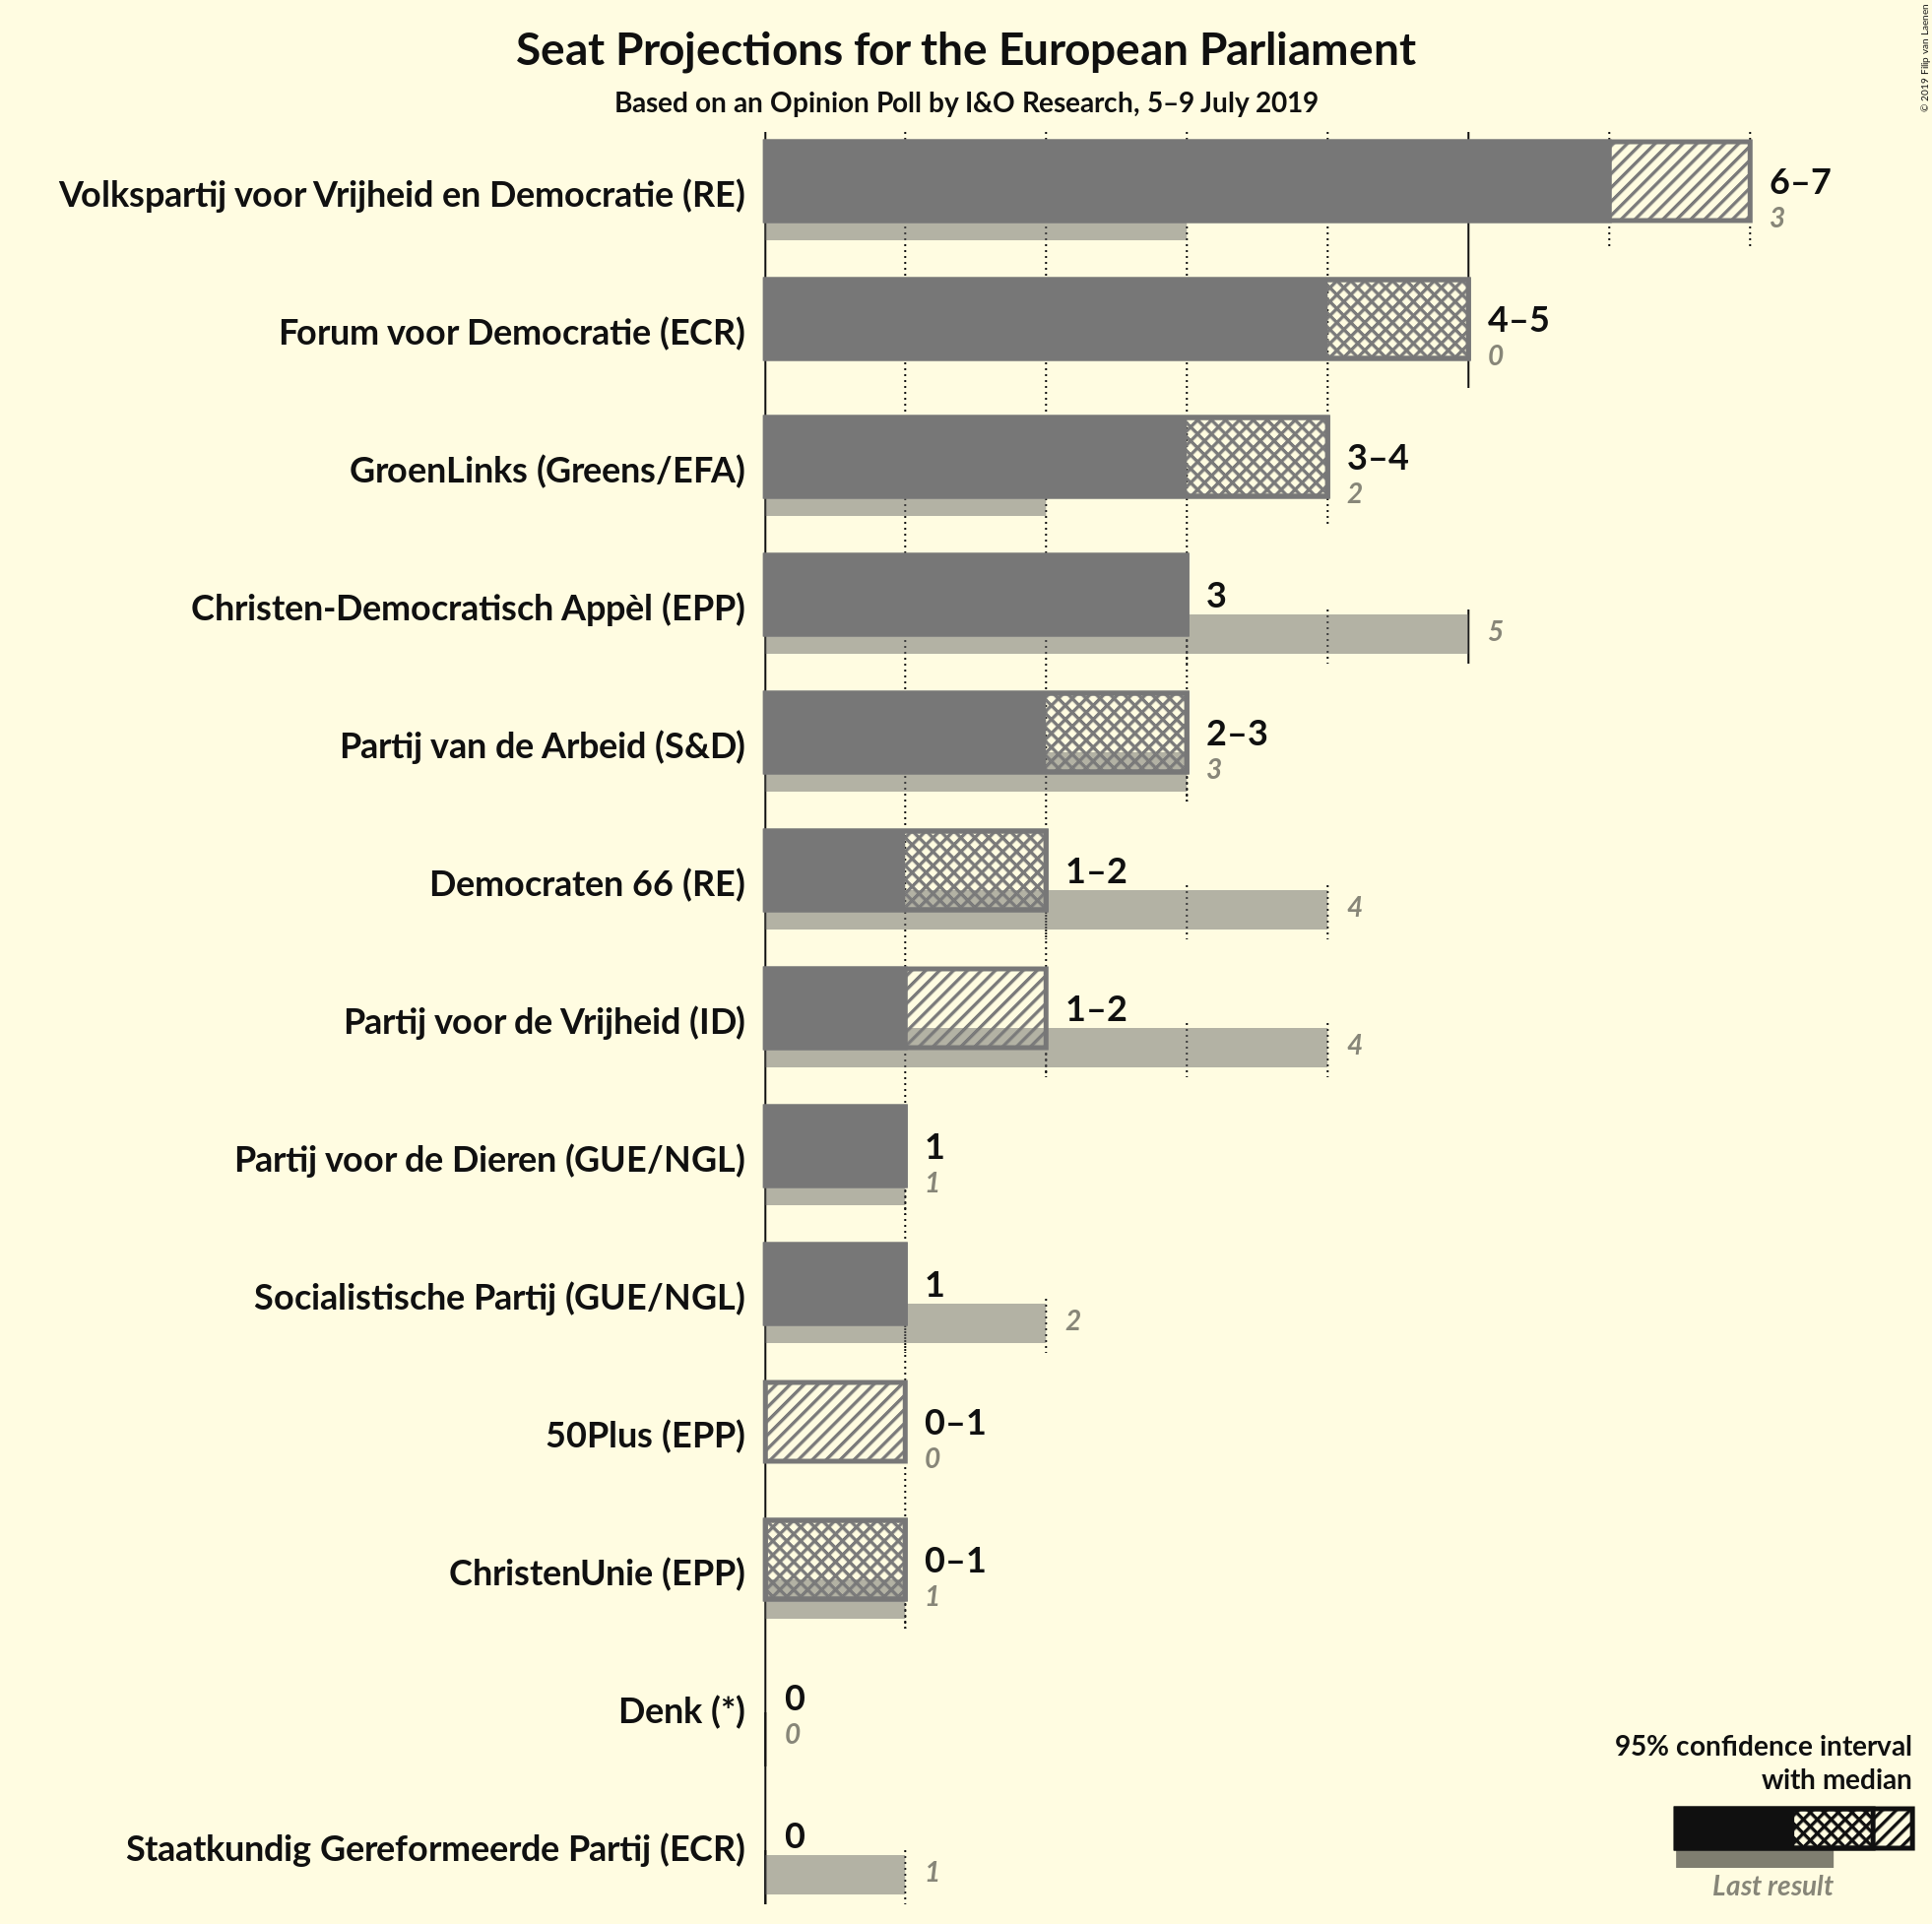 Seat Projections for the European Parliament
Based on an Opinion Poll by I&O Research, 5–9 July 2019
© 2019 Filip van Laenen
Volkspartij voor Vrijheid en Democratie (RE)
6–7
3
Forum voor Democratie (ECR)
4–5
0
GroenLinks (Greens/EFA)
3–4
2
Christen-Democratisch Appèl (EPP)
3
5
Partij van de Arbeid (S&D)
2–3
3
Democraten 66 (RE)
1–2
4
Partij voor de Vrijheid (ID)
1–2
4
Partij voor de Dieren (GUE/NGL)
1
1
Socialistische Partij (GUE/NGL)
1
2
50Plus (EPP)
0–1
0
ChristenUnie (EPP)
0–1
1
Denk (*)
0
0
Staatkundig Gereformeerde Partij (ECR)
0
1
95% confidence interval
with median
Last result